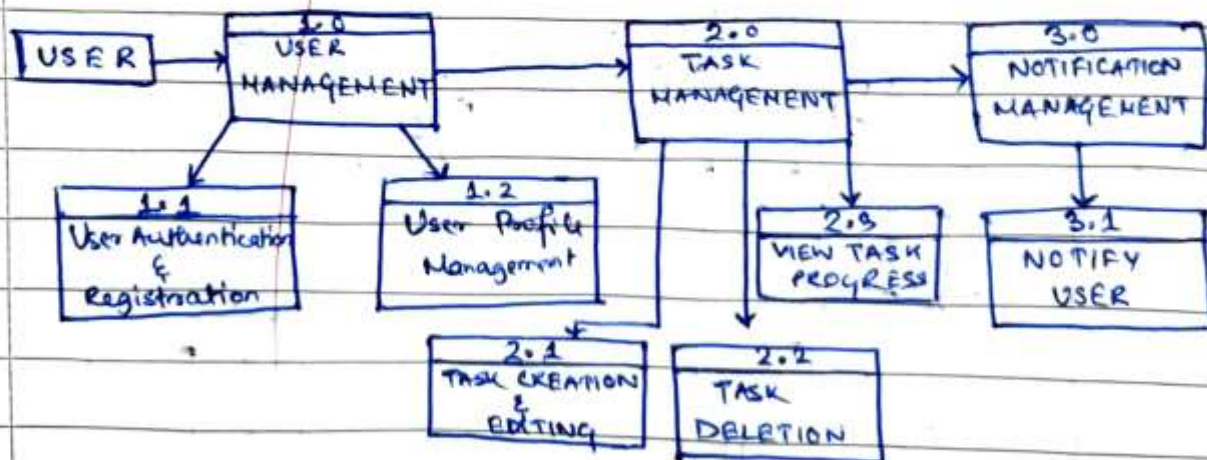 USER
1.0
USER
MANAGEMENT
2.0
TASK
MANAGEMENT
3.0
NOTIFICATION
MANAGEMENT
1.1
User Authentication
&
Registration
1.2
User Profile
Management
2.3
VIEW TASK
PROGRESS
3.1
NOTIFY
USER
2.1
TASK CREATION
&
EDITING
2.2
TASK
DELETION